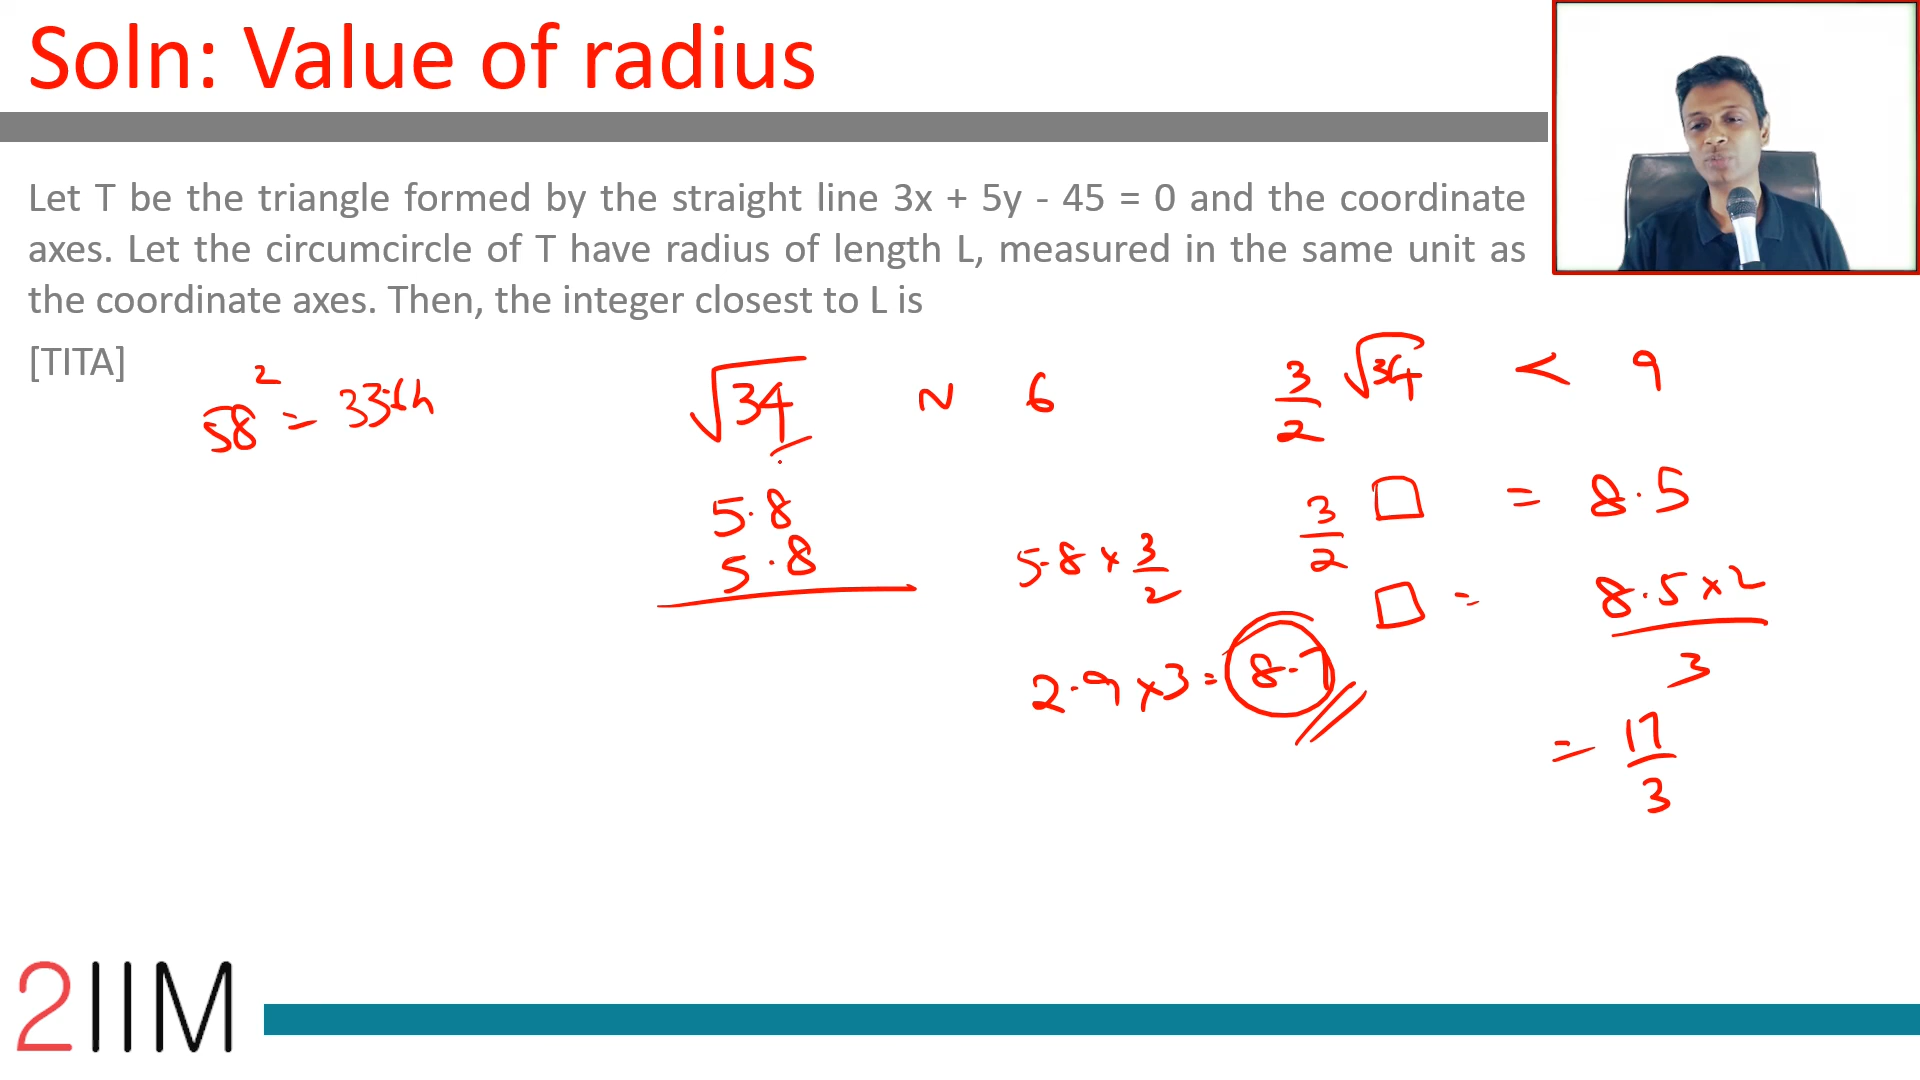 Soln: Value of radius
Let T be the triangle formed by the straight line 3x + 5y - 45 = 0 and the coordinate
axes. Let the circumcircle of T have radius of length L, measured in the same unit as
the coordinate axes. Then, the integer closest to L is
[TITA]
58² = 33.64
√34 ~ 6
5.8
5.8
5.8 × 3/2
2.9 × 3 = 8.7
3/2 √34 < 9
3/2 □ = 8.5
□ = 8.5 × 2 / 3
= 17/3
2IIM